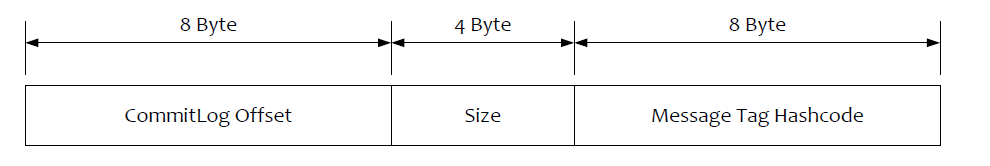 8 Byte 4 Byte 8 Byte
CommitLog Offset Size Message Tag Hashcode